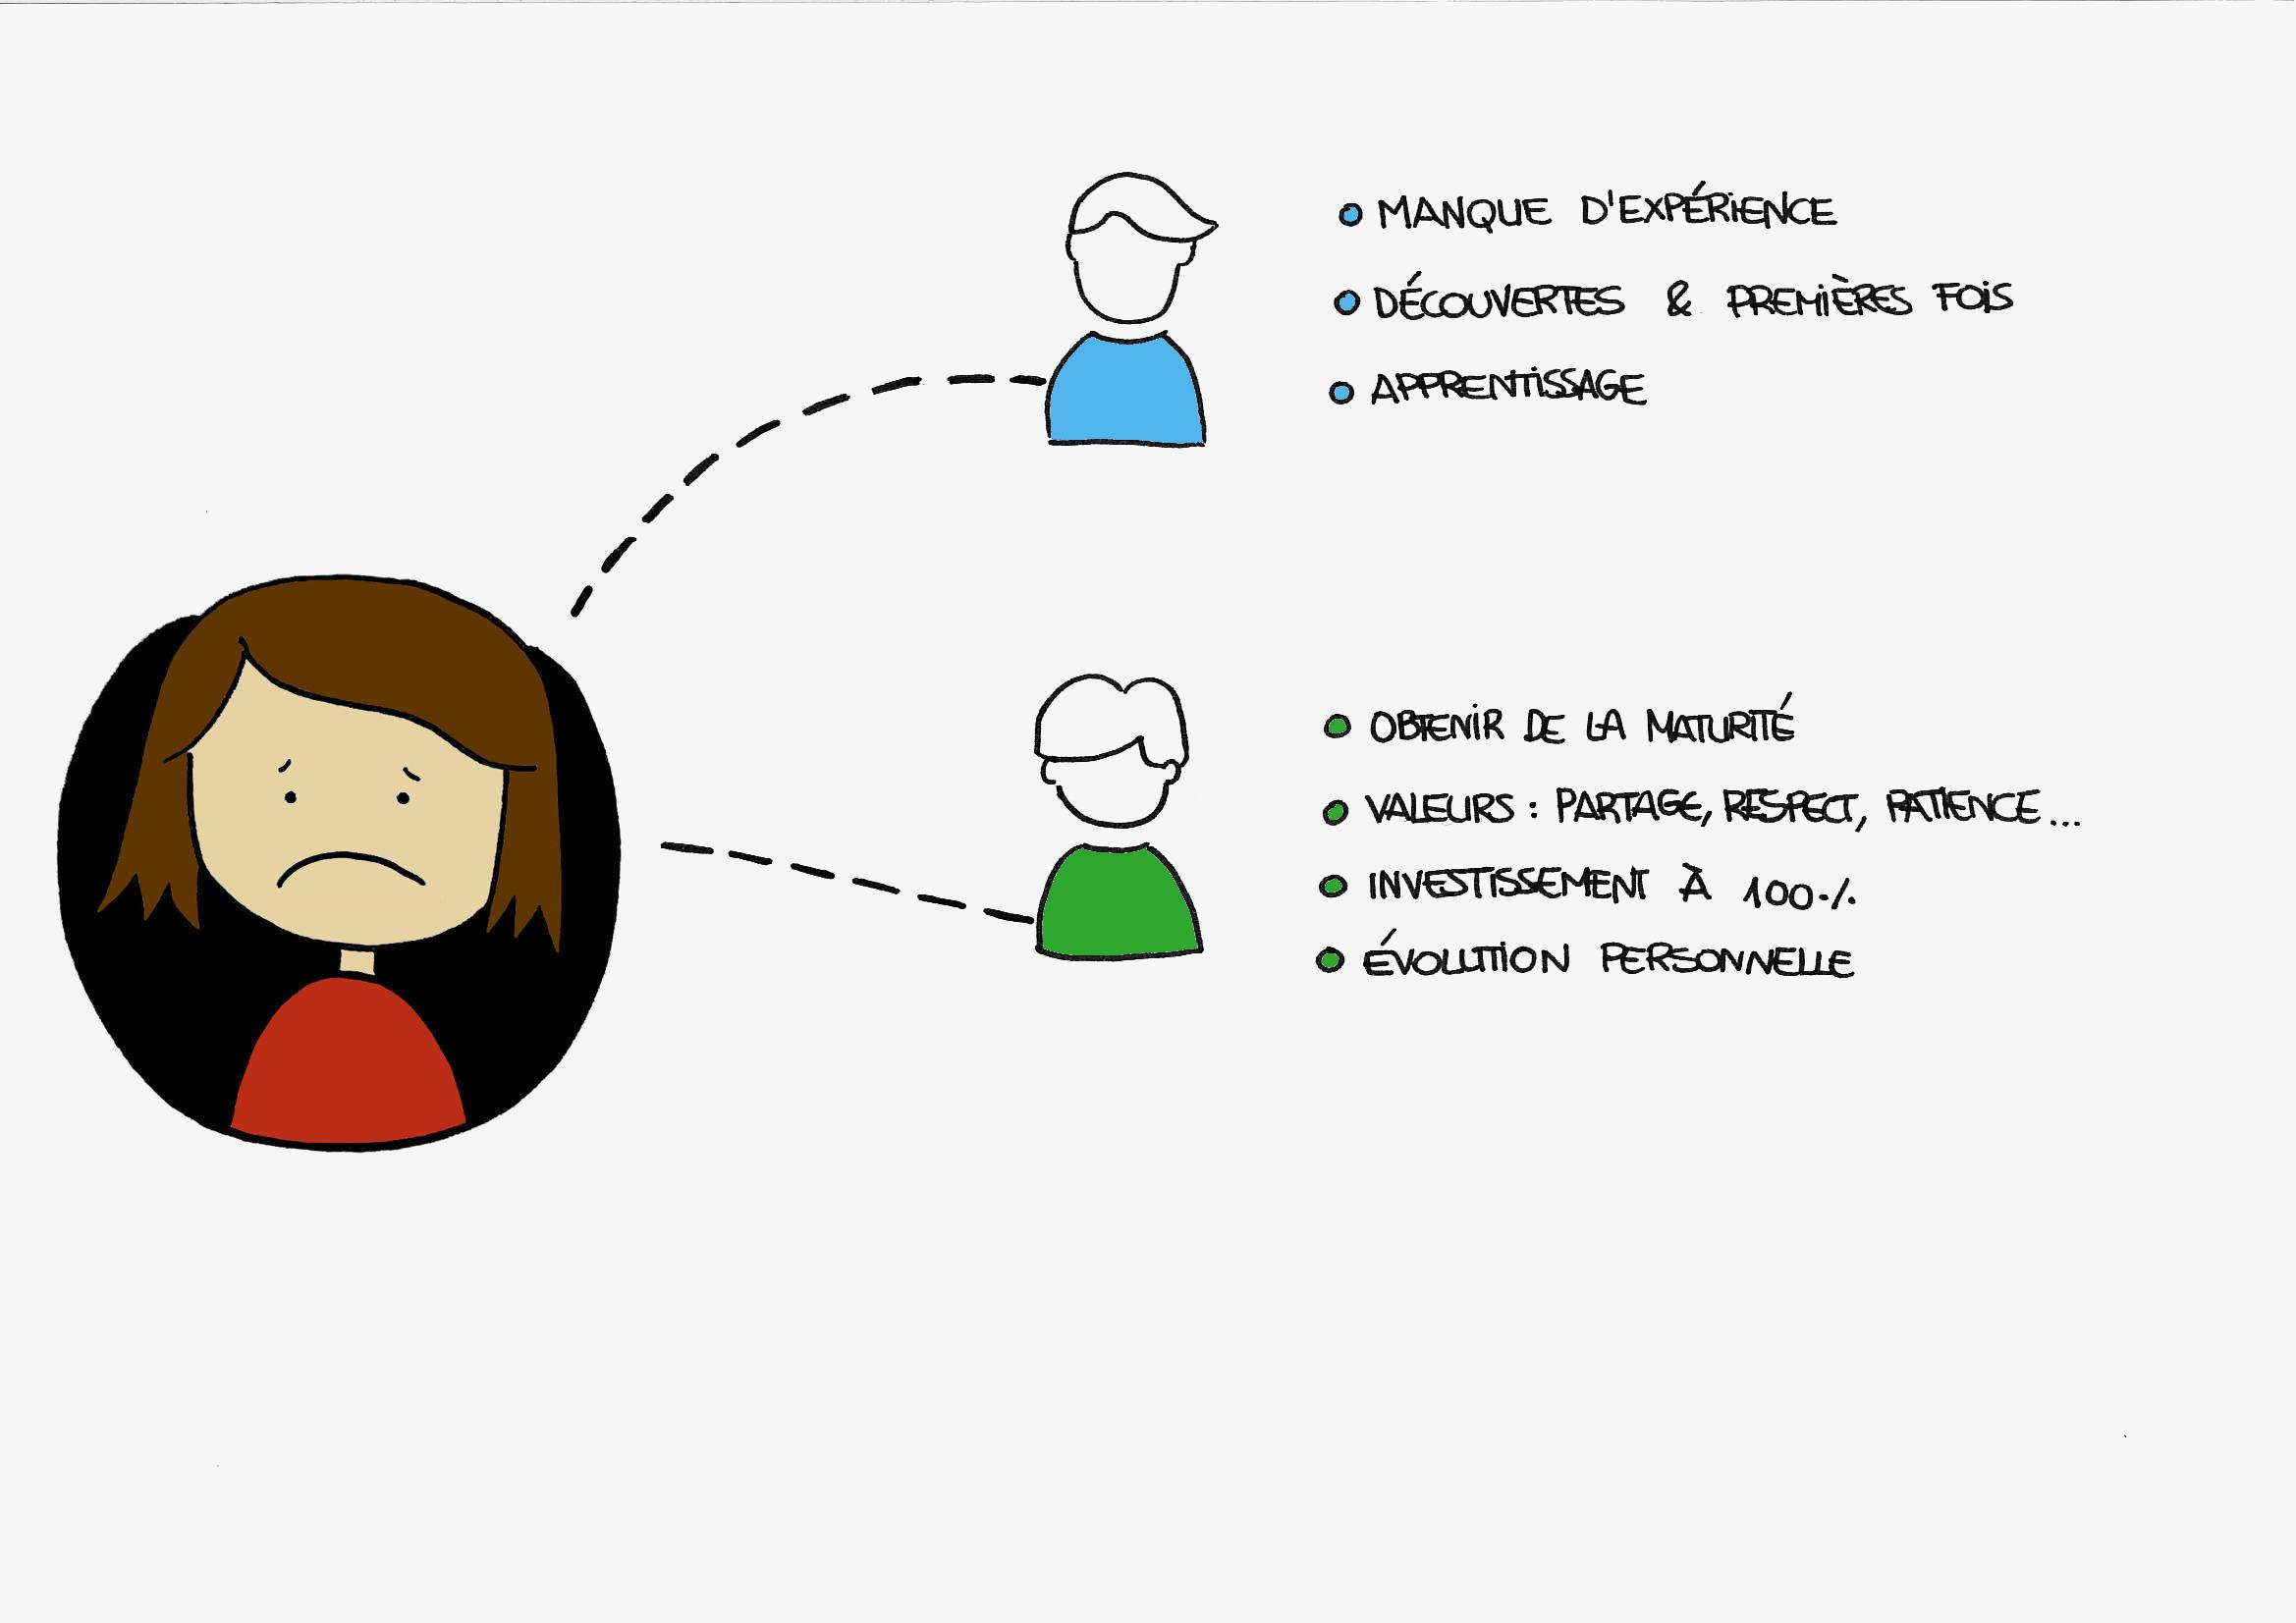 MANQUE D'EXPÉRIENCE
DÉCOUVERTES & PREMIÈRES FOIS
APPRENTISSAGE
OBTENIR DE LA MATURITÉ
VALEURS : PARTAGE, RESPECT, PATIENCE...
INVESTISSEMENT À 100%
ÉVOLUTION PERSONNELLE